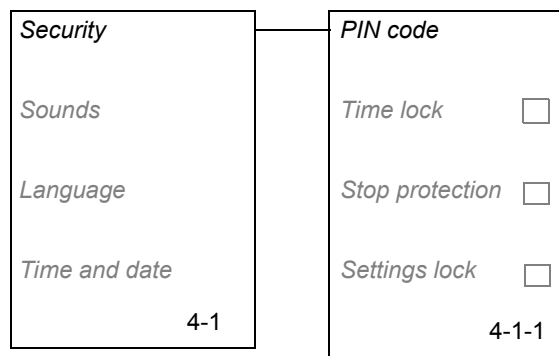 Security
Sounds
Language
Time and date
4-1
PIN code
Time lock
Stop protection
Settings lock
4-1-1